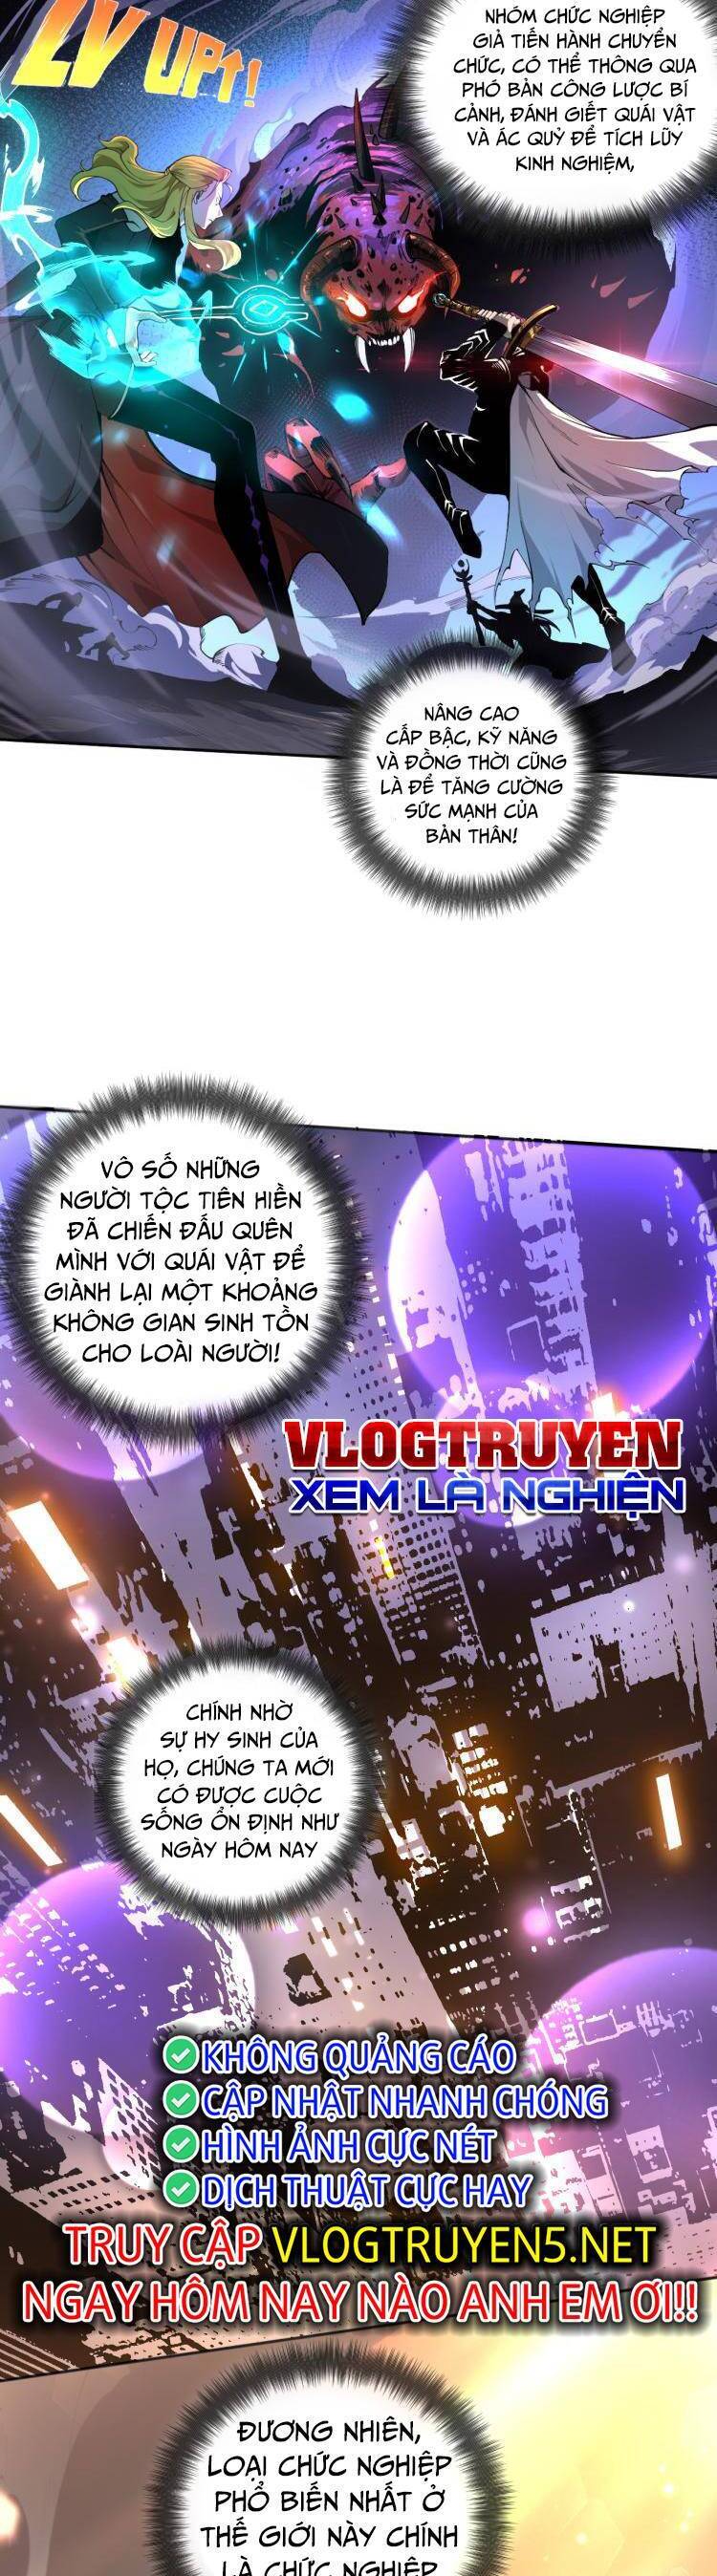 LV UP↑!
NHÓM CHỨC NGHIỆP
GIẢ TIẾN HÀNH CHUYỂN
CHỨC, CÓ THỂ THÔNG QUA
PHÓ BẢN CÔNG LƯỢC BÍ
CẢNH, ĐÁNH GIẾT QUÁI VẬT
VÀ ÁC QUỶ ĐỂ TÍCH LŨY
KINH NGHIỆM,
NÂNG CAO
CẤP BẬC, KỸ NĂNG
VÀ ĐỒNG THỜI CŨNG
LÀ ĐỂ TĂNG CƯỜNG
SỨC MẠNH CỦA
BẢN THÂN!
VÔ SỐ NHỮNG
NGƯỜI TỘC TIÊN HIỀN
ĐÃ CHIẾN ĐẤU QUÊN
MÌNH VỚI QUÁI VẬT ĐỂ
GIÀNH LẠI MỘT KHOẢNG
KHÔNG GIAN SINH TỒN
CHO LOÀI NGƯỜI!
VLOGTRUYEN
XEM LÀ NGHIỆN
CHÍNH NHỜ
SỰ HY SINH CỦA
HỌ, CHÚNG TA MỚI
CÓ ĐƯỢC CUỘC
SỐNG ỔN ĐỊNH NHƯ
NGÀY HÔM NAY
KHÔNG QUẢNG CÁO
CẬP NHẬT NHANH CHÓNG
HÌNH ẢNH CỰC NÉT
DỊCH THUẬT CỰC HAY
TRUY CẬP VLOGTRUYEN5.NET
NGAY HÔM NAY NÀO ANH EM ƠI!!
ĐƯƠNG NHIÊN,
LOẠI CHỨC NGHIỆP
PHỔ BIẾN NHẤT Ở
THẾ GIỚI NÀY CHÍNH
LÀ CHỨC NGHIỆP